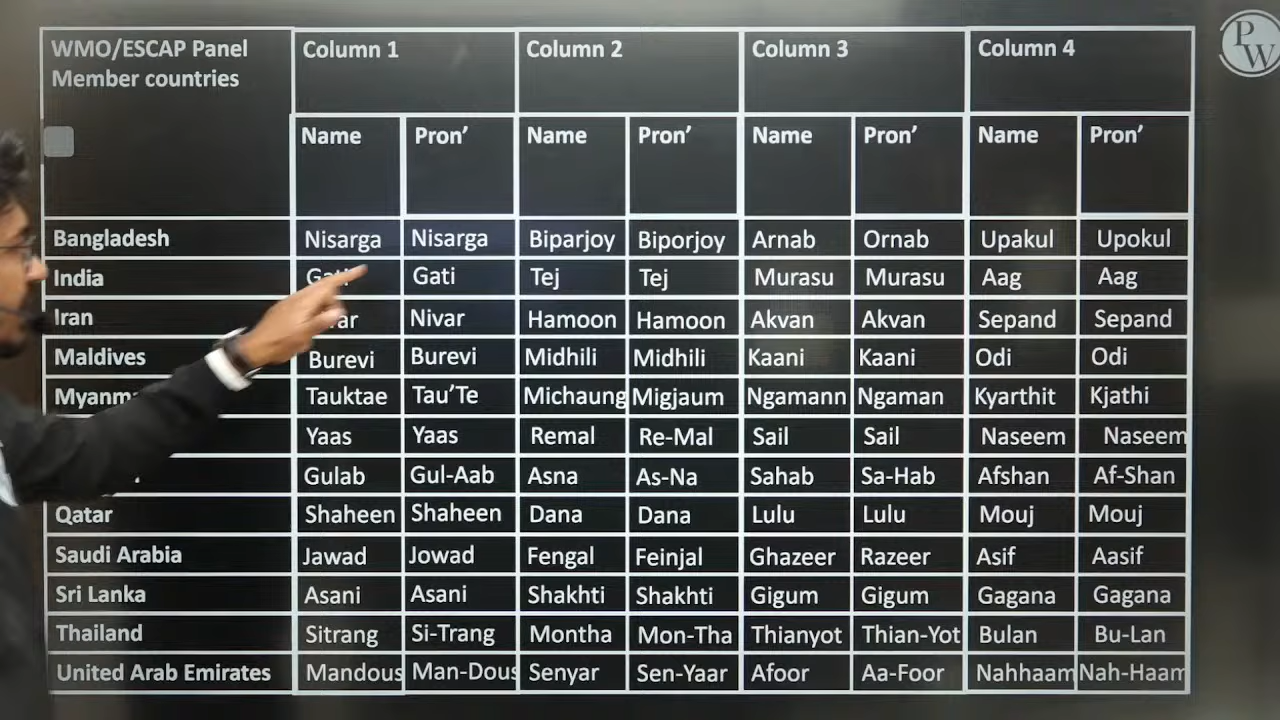 WMO/ESCAP Panel Column 1 Column 2 Column 3 Column 4
Member countries
Name Pron’ Name Pron’ Name Pron’ Name Pron’
Bangladesh Nisarga Nisarga Biparjoy Biporjoy Arnab Ornab Upakul Upokul
India Gati Tej Tej Murasu Murasu Aag Aag
Iran Nivar Hamoon Hamoon Akvan Akvan Sepand Sepand
Maldives Burevi Burevi Midhili Midhili Kaani Kaani Odi Odi
Tauktae Tau’Te Michaung Migjaum Ngamann Ngaman Kyarthit Kjathi
Yaas Yaas Remal Re-Mal Sail Sail Naseem Naseem
Gulab Gul-Aab Asna As-Na Sahab Sa-Hab Afshan Af-Shan
Qatar Shaheen Shaheen Dana Dana Lulu Lulu Mouj Mouj
Saudi Arabia Jawad Jowad Fengal Feinjal Ghazeer Razeer Asif Aasif
Sri Lanka Asani Asani Shakhti Shakhti Gigum Gigum Gagana Gagana
Thailand Sitrang Si-Trang Montha Mon-Tha Thianyot Thian-Yot Bulan Bu-Lan
United Arab Emirates Mandous Man-Dous Senyar Sen-Yaar Afoor Aa-Foor Nahhaam Nah-Haam
PW